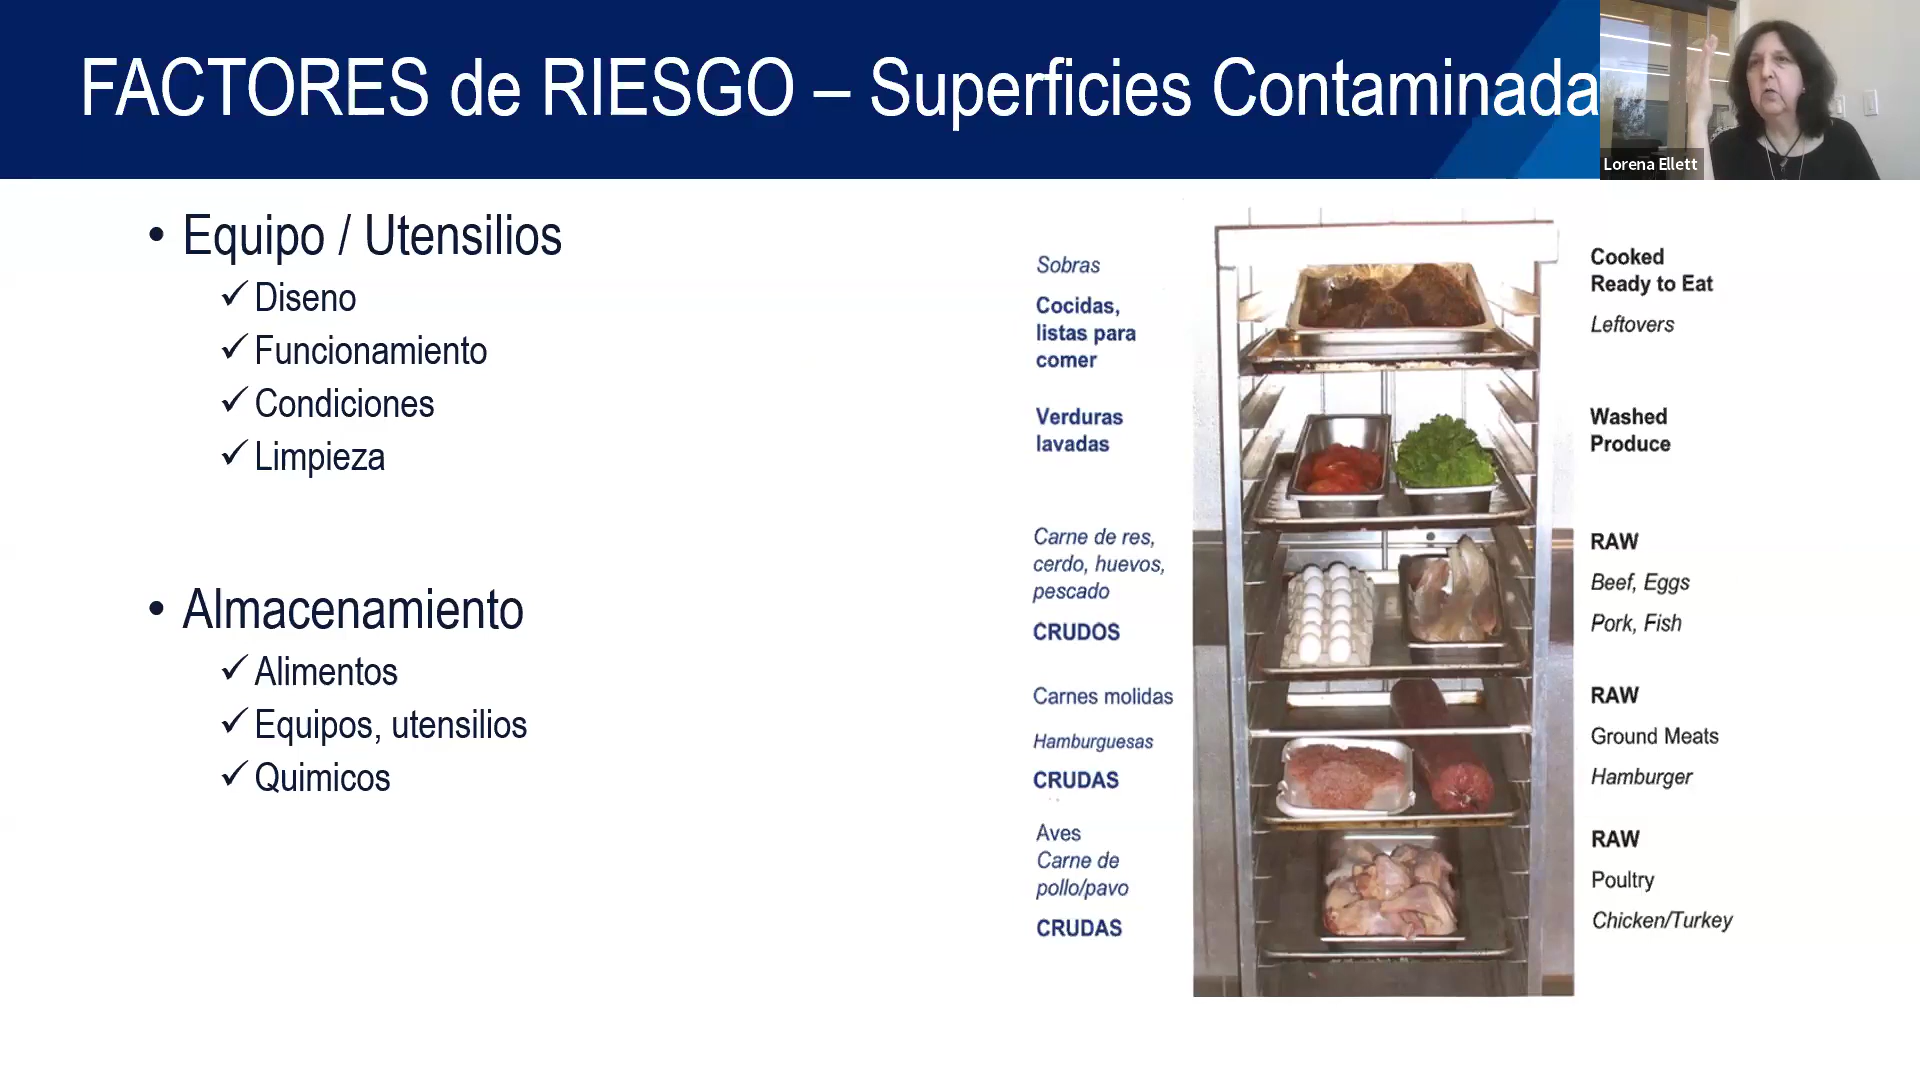 FACTORES de RIESGO – Superficies Contaminada
Lorena Ellett
• Equipo / Utensilios
✓ Diseno
✓ Funcionamiento
✓ Condiciones
✓ Limpieza
• Almacenamiento
✓ Alimentos
✓ Equipos, utensilios
✓ Quimicos
Sobras
Cocidas,
listas para
comer
Verduras
lavadas
Carne de res,
cerdo, huevos,
pescado
CRUDOS
Carnes molidas
Hamburguesas
CRUDAS
Aves
Carne de
pollo/pavo
CRUDAS
Cooked
Ready to Eat
Leftovers
Washed
Produce
RAW
Beef, Eggs
Pork, Fish
RAW
Ground Meats
Hamburger
RAW
Poultry
Chicken/Turkey